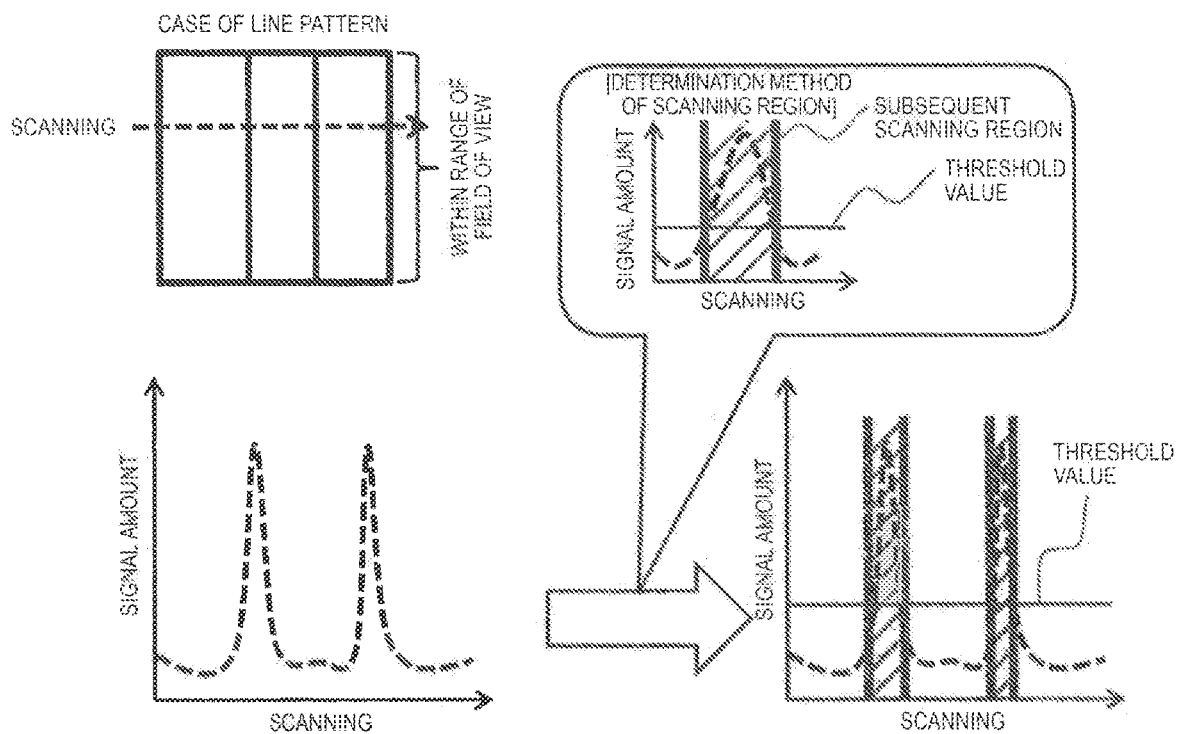 CASE OF LINE PATTERN
SCANNING
WITHIN RANGE OF
FIELD OF VIEW
[DETERMINATION METHOD
OF SCANNING REGION]
SUBSEQUENT
SCANNING REGION
THRESHOLD
VALUE
SIGNAL AMOUNT
SCANNING
SIGNAL AMOUNT
SCANNING
SIGNAL AMOUNT
THRESHOLD
VALUE
SCANNING